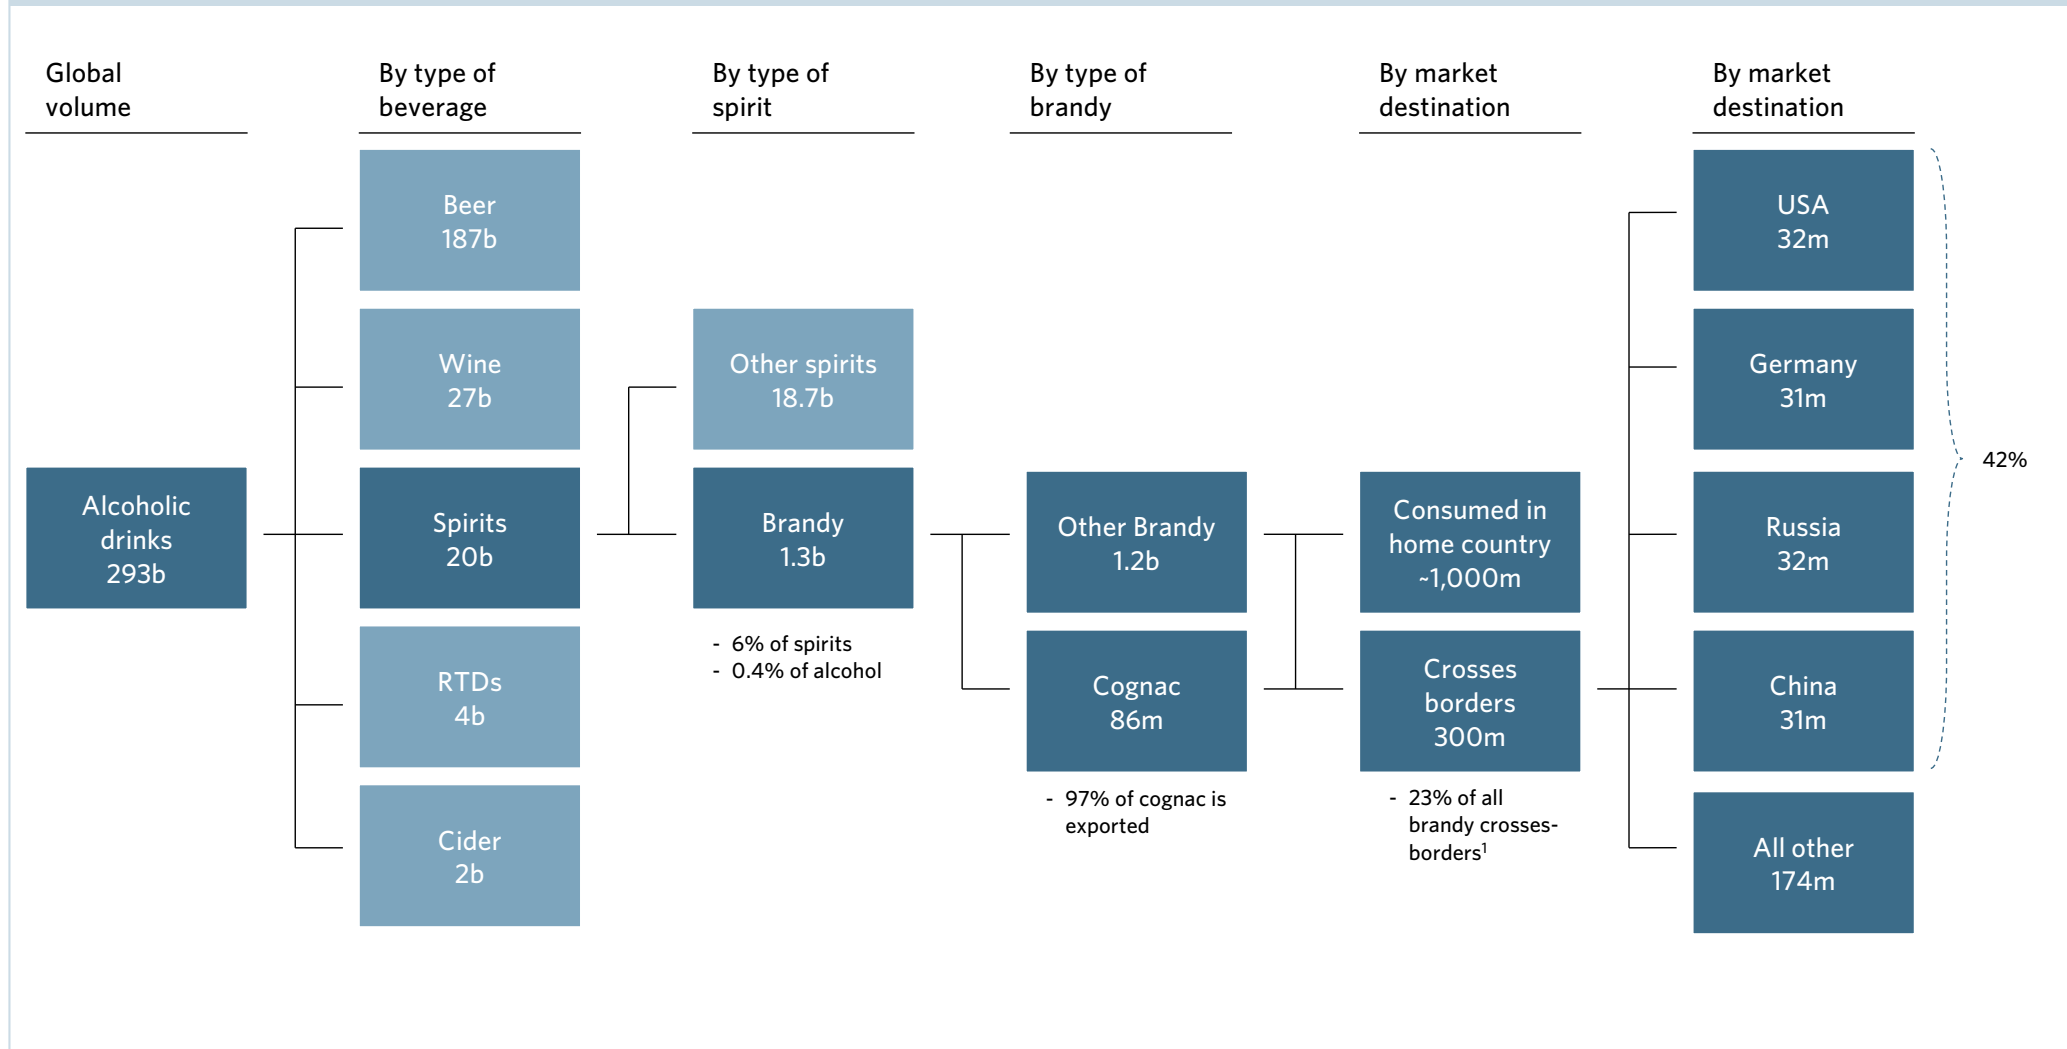 Global
volume
By type of
beverage
By type of
spirit
By type of
brandy
By market
destination
By market
destination
Alcoholic
drinks
293b
Beer
187b
Wine
27b
Spirits
20b
RTDs
4b
Cider
2b
Other spirits
18.7b
Brandy
1.3b
- 6% of spirits
- 0.4% of alcohol
Other Brandy
1.2b
Cognac
86m
- 97% of cognac is
exported
Consumed in
home country
~1,000m
Crosses
borders
300m
- 23% of all
brandy crosses-
borders¹
USA
32m
Germany
31m
Russia
32m
China
31m
All other
174m
42%